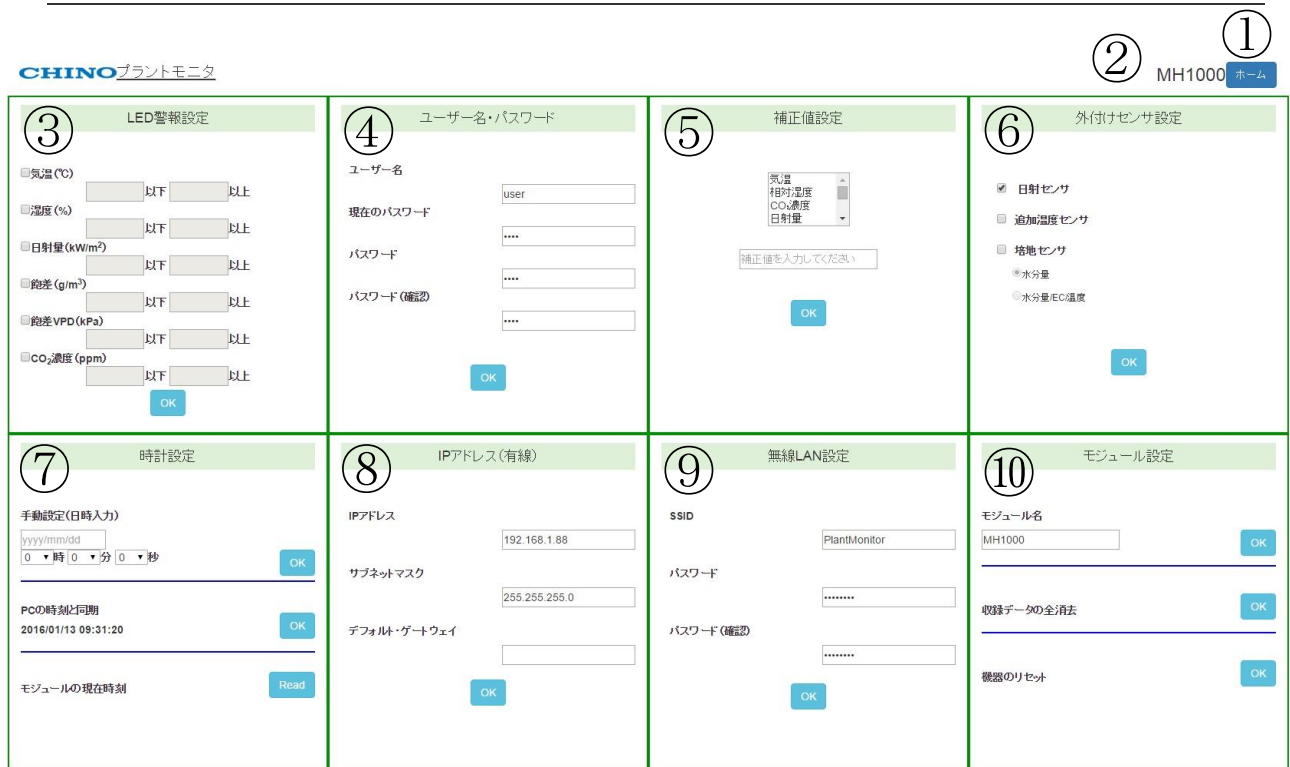 ①
②
CHINOプラントモニタ
MH1000 ホーム
③ LED警報設定
気温(℃)
以下 以上
湿度(%)
以下 以上
日射量(kW/m²)
以下 以上
飽差(g/m³)
以下 以上
飽差VPD(kPa)
以下 以上
CO₂濃度(ppm)
以下 以上
OK
④ ユーザー名・パスワード
ユーザー名
user
現在のパスワード
••••
パスワード
••••
パスワード(確認)
••••
OK
⑤ 補正値設定
気温
相対湿度
CO₂濃度
日射量
補正値を入力してください
OK
⑥ 外付けセンサ設定
日射センサ
追加温度センサ
培地センサ
水分量
水分量/EC/温度
OK
⑦ 時計設定
手動設定(日時入力)
yyyy/mm/dd
0 時 0 分 0 秒
OK
PCの時刻と同期
2016/01/13 09:31:20
OK
モジュールの現在時刻
Read
⑧ IPアドレス(有線)
IPアドレス
192.168.1.88
サブネットマスク
255.255.255.0
デフォルト・ゲートウェイ
OK
⑨ 無線LAN設定
SSID
PlantMonitor
パスワード
••••••••
パスワード(確認)
••••••••
OK
⑩ モジュール設定
モジュール名
MH1000
OK
収録データの全消去
OK
機器のリセット
OK